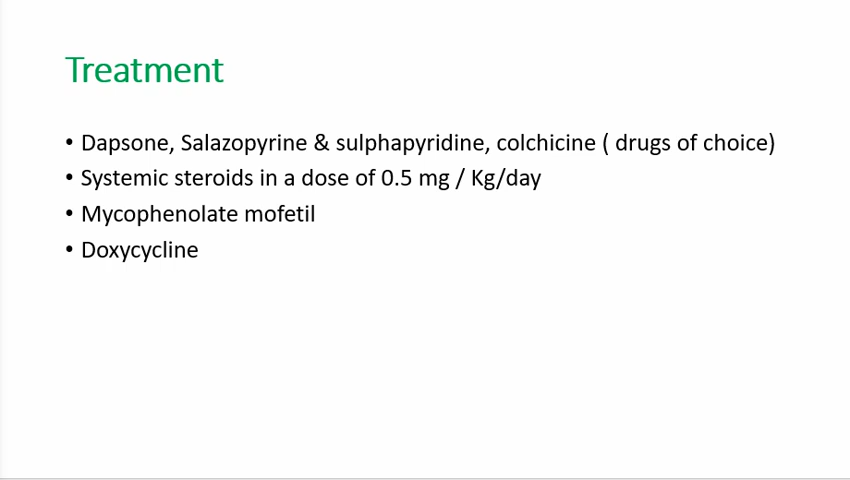 Treatment
• Dapsone, Salazopyrine & sulphapyridine, colchicine ( drugs of choice)
• Systemic steroids in a dose of 0.5 mg / Kg/day
• Mycophenolate mofetil
• Doxycycline